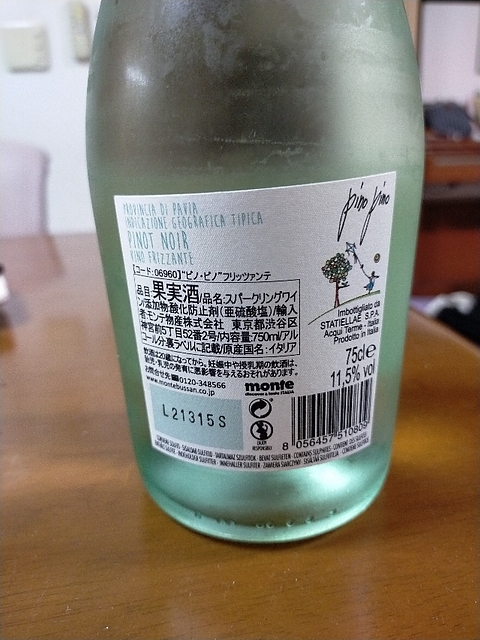 PROVINCIA DI PAVIA
INDICAZIONE GEOGRAFICA TIPICA
PINOT NOIR
VINO FRIZZANTE
pino pino
【コード:06960】"ピノ・ピノ"フリッツァンテ
品目:果実酒/品名:スパークリングワイ
ン/添加物:酸化防止剤(亜硫酸塩)/輸入
者:モンテ物産株式会社 東京都渋谷区
神宮前5丁目52番2号/内容量:750ml/アル
コール分:裏ラベルに記載/原産国名:イタリア
飲酒は20歳になってから。妊娠中や授乳期の飲酒は、
胎児・乳児の発育に悪影響を与えるおそれがあります。
お問合せ先 ☎0120-348566
www.montebussan.co.jp
monte
discover a taste ITALIA
Imbottigliato da
STATIELLAE S.P.A.
Acqui Terme - Italia
Prodotto in Italia
75cl e
11,5% vol
L21315S
8 056457 510809